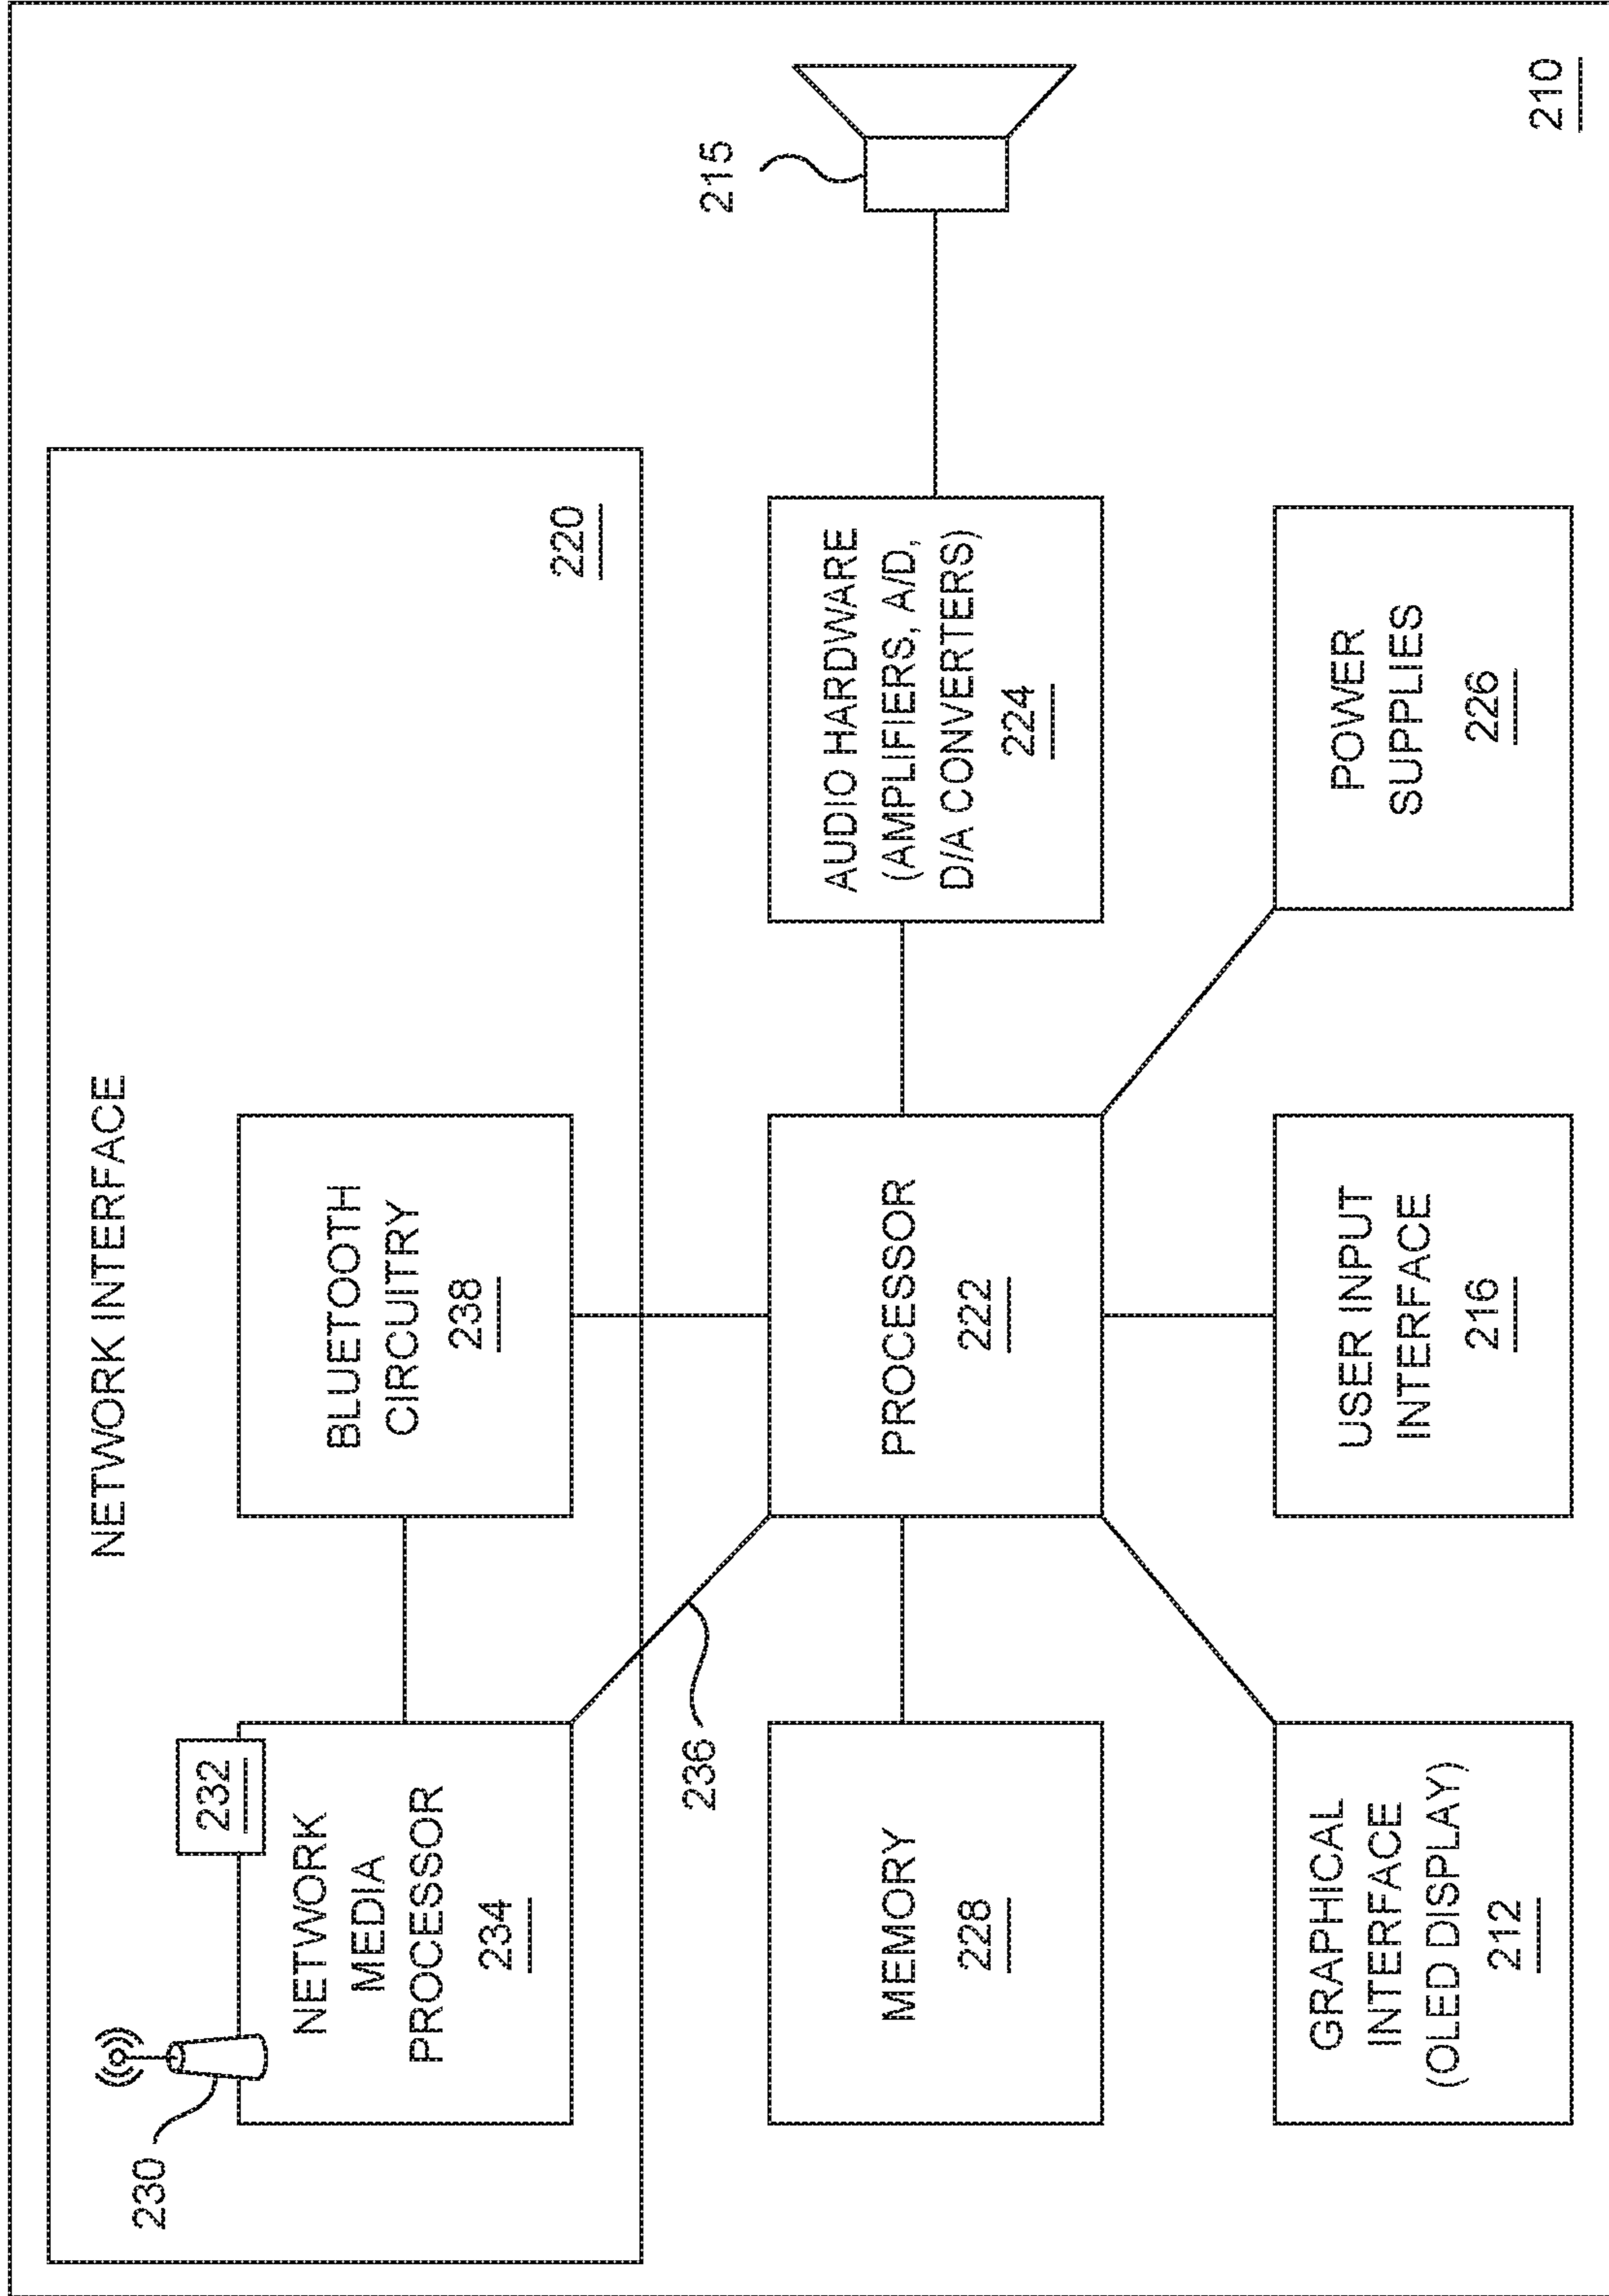 NETWORK INTERFACE
230
232
NETWORK
MEDIA
PROCESSOR
234
BLUETOOTH
CIRCUITRY
238
220
236
215
MEMORY
228
PROCESSOR
222
AUDIO HARDWARE
(AMPLIFIERS, A/D,
D/A CONVERTERS)
224
GRAPHICAL
INTERFACE
(OLED DISPLAY)
212
USER INPUT
INTERFACE
216
POWER
SUPPLIES
226
210